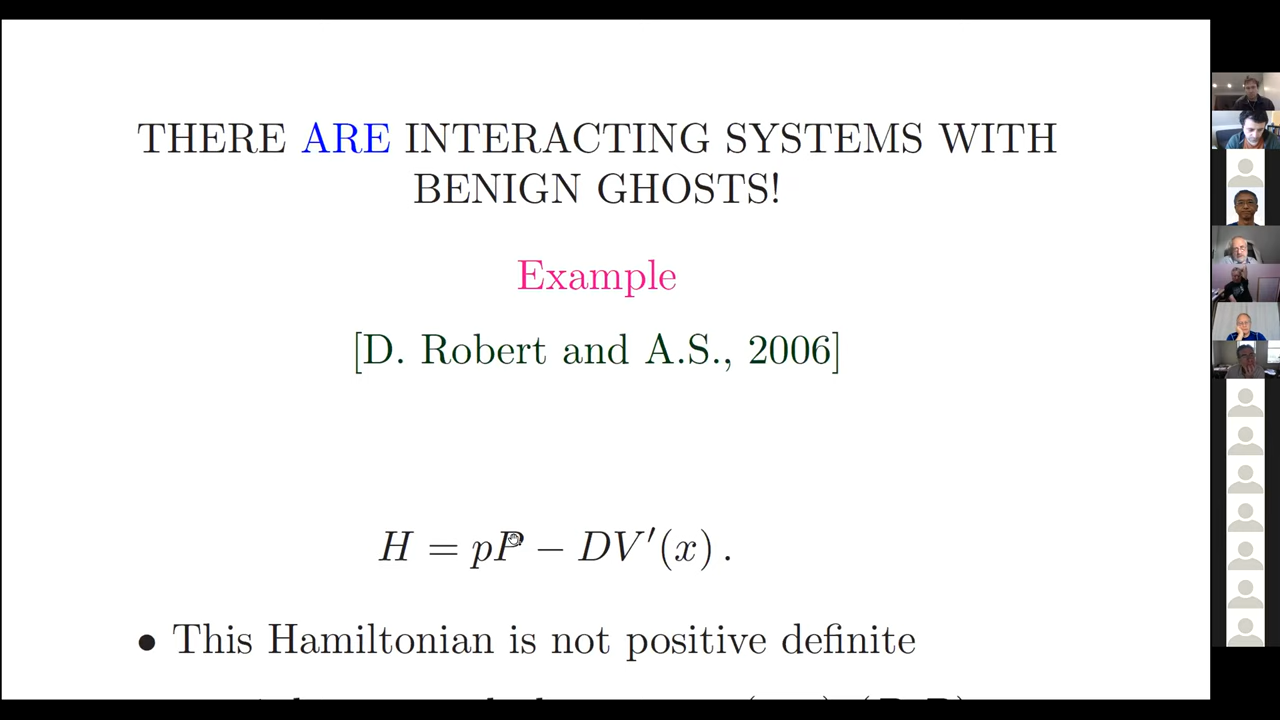 THERE ARE INTERACTING SYSTEMS WITH
BENIGN GHOSTS!
Example
[D. Robert and A.S., 2006]
H = pP − DV′(x) .
• This Hamiltonian is not positive definite